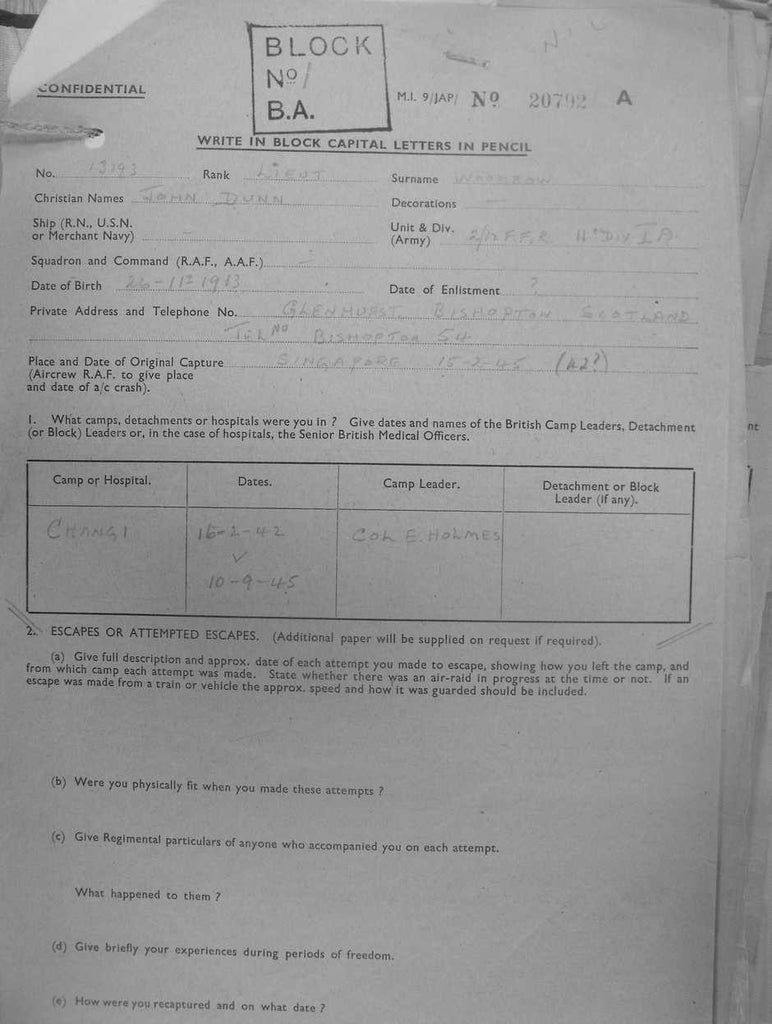 BLOCK
Nº /
B.A.
CONFIDENTIAL
M.I. 9/JAP/ Nº 20792 A
WRITE IN BLOCK CAPITAL LETTERS IN PENCIL
No. 13193 Rank LIEUT Surname
Christian Names JOHN DUNN Decorations
Ship (R.N., U.S.N.
or Merchant Navy)
Unit & Div. 2/12 F.F.R. 11th DIV I.A.
(Army)
Squadron and Command (R.A.F., A.A.F.)
Date of Birth 26-11-1913 Date of Enlistment ?
Private Address and Telephone No. GLENHURST BISHOPTON SCOTLAND
TEL Nº BISHOPTON 54
Place and Date of Original Capture SINGAPORE 15-2-45 (42?)
(Aircrew R.A.F. to give place
and date of a/c crash).
1. What camps, detachments or hospitals were you in ? Give dates and names of the British Camp Leaders, Detachment
(or Block) Leaders or, in the case of hospitals, the Senior British Medical Officers.
Camp or Hospital. Dates. Camp Leader. Detachment or Block
Leader (if any).
CHANGI 15-2-42 COL E. HOLMES
10-9-45
2. ESCAPES OR ATTEMPTED ESCAPES. (Additional paper will be supplied on request if required).
(a) Give full description and approx. date of each attempt you made to escape, showing how you left the camp, and
from which camp each attempt was made. State whether there was an air-raid in progress at the time or not. If an
escape was made from a train or vehicle the approx. speed and how it was guarded should be included.
(b) Were you physically fit when you made these attempts ?
(c) Give Regimental particulars of anyone who accompanied you on each attempt.
What happened to them ?
(d) Give briefly your experiences during periods of freedom.
(e) How were you recaptured and on what date ?